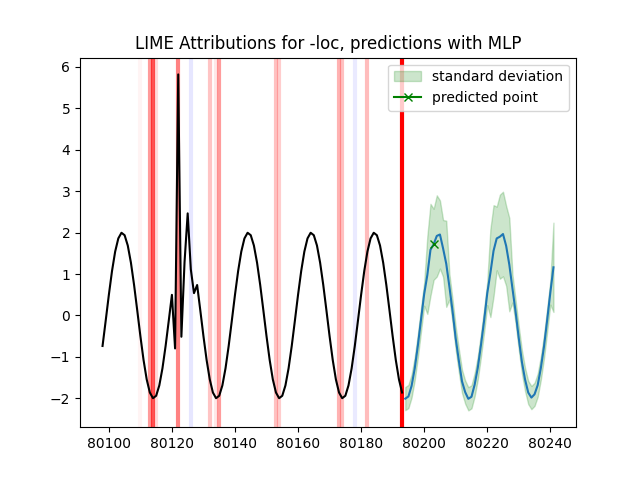 LIME Attributions for -loc, predictions with MLP
standard deviation
predicted point
6
5
4
3
2
1
0
−1
−2
80100 80120 80140 80160 80180 80200 80220 80240